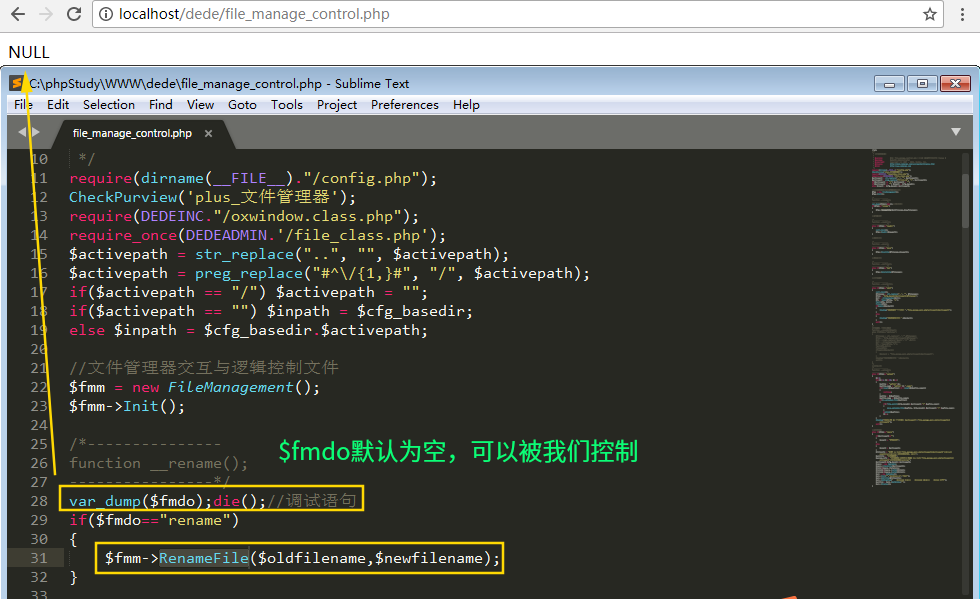 localhost/dede/file_manage_control.php
NULL
C:\phpStudy\WWW\dede\file_manage_control.php - Sublime Text
File Edit Selection Find View Goto Tools Project Preferences Help
file_manage_control.php ×
10 */
11 require(dirname(__FILE__)."/config.php");
12 CheckPurview('plus_文件管理器');
13 require(DEDEINC."/oxwindow.class.php");
14 require_once(DEDEADMIN.'/file_class.php');
15 $activepath = str_replace("..", "", $activepath);
16 $activepath = preg_replace("#^\/{1,}#", "/", $activepath);
17 if($activepath == "/") $activepath = "";
18 if($activepath == "") $inpath = $cfg_basedir;
19 else $inpath = $cfg_basedir.$activepath;
20
21 //文件管理器交互与逻辑控制文件
22 $fmm = new FileManagement();
23 $fmm->Init();
24
25 /*---------------
$fmdo默认为空，可以被我们控制
26 function __rename();
27 ----------------*/
28 var_dump($fmdo);die();//调试语句
29 if($fmdo=="rename")
30 {
31 $fmm->RenameFile($oldfilename,$newfilename);
32 }
33